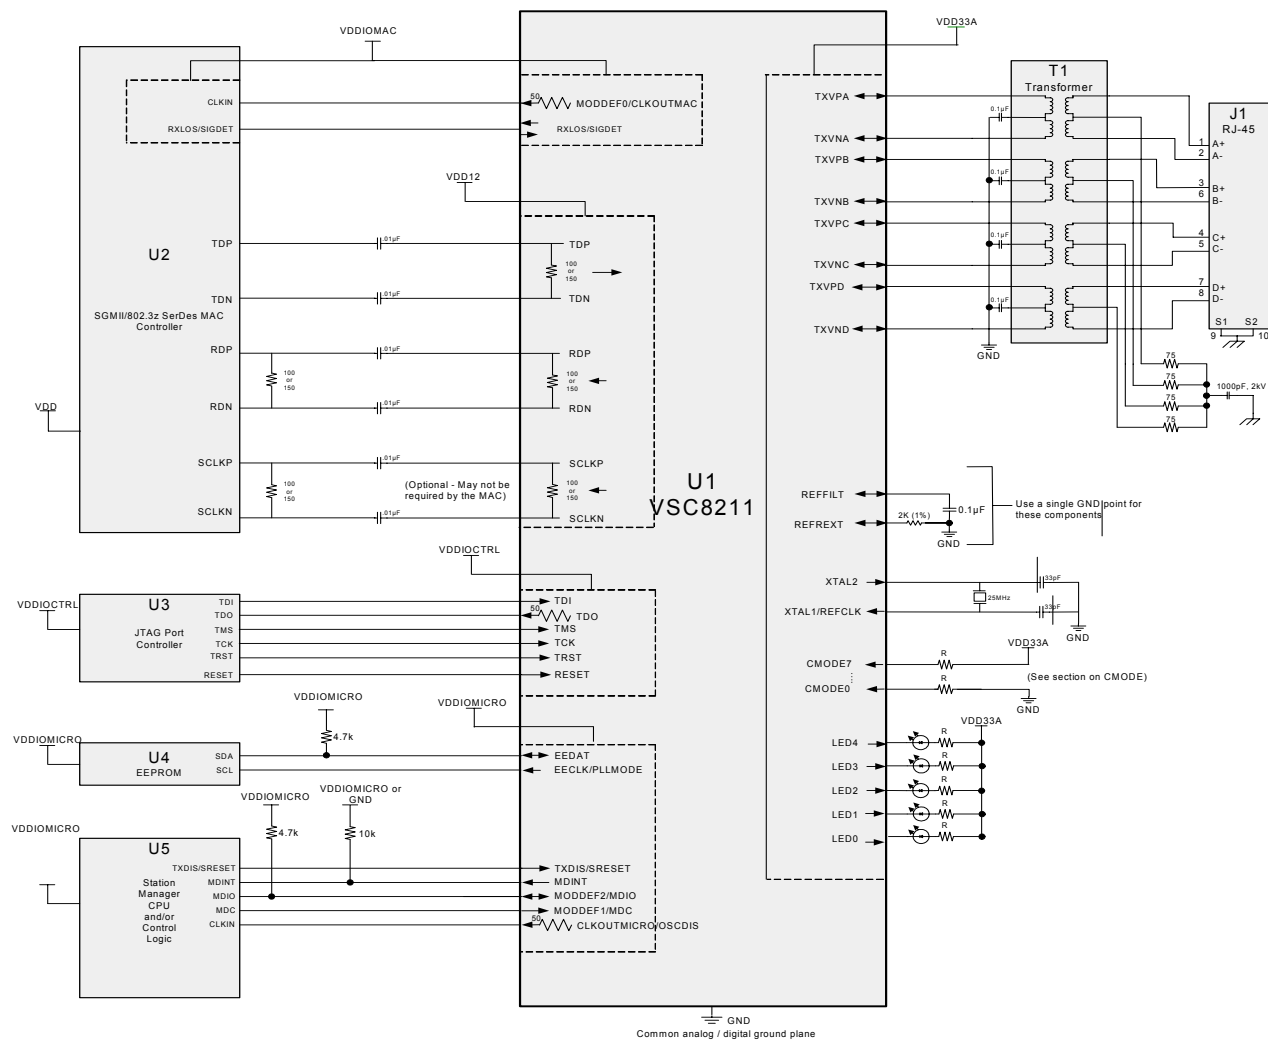 VDDIOMAC
VDD33A
T1
Transformer
J1
RJ-45
CLKIN
50
MODDEF0/CLKOUTMAC
RXLOS/SIGDET
RXLOS/SIGDET
TXVPA
TXVNA
TXVPB
TXVNB
TXVPC
TXVNC
TXVPD
TXVND
0.1µF
0.1µF
0.1µF
0.1µF
GND
1 A+
2 A-
3 B+
6 B-
4 C+
5 C-
7 D+
8 D-
S1 S2
9 10
75
75
75
75
1000pF, 2kV
VDD12
U2
SGMII/802.3z SerDes MAC
Controller
VDD
TDP
.01µF
TDP
100
or
150
TDN
.01µF
TDN
RDP
.01µF
RDP
100
or
150
100
or
150
RDN
.01µF
RDN
SCLKP
.01µF
SCLKP
100
or
150
(Optional - May not be
required by the MAC)
100
or
150
SCLKN
.01µF
SCLKN
U1
VSC8211
REFFILT
0.1µF
REFREXT
2K (1%)
GND
Use a single GND point for
these components
XTAL2
33pF
25MHz
XTAL1/REFCLK
33pF
GND
VDD33A
CMODE7
R
(See section on CMODE)
CMODE0
R
GND
VDD33A
LED4
R
LED3
R
LED2
R
LED1
R
LED0
R
VDDIOCTRL
VDDIOCTRL
U3
JTAG Port
Controller
TDI
TDO
TMS
TCK
TRST
RESET
TDI
50
TDO
TMS
TCK
TRST
RESET
VDDIOMICRO
VDDIOMICRO
4.7k
VDDIOMICRO
U4
EEPROM
SDA
SCL
EEDAT
EECLK/PLLMODE
VDDIOMICRO
4.7k
VDDIOMICRO or
GND
10k
VDDIOMICRO
U5
Station
Manager
CPU
and/or
Control
Logic
TXDIS/SRESET
MDINT
MDIO
MDC
CLKIN
TXDIS/SRESET
MDINT
MODDEF2/MDIO
MODDEF1/MDC
50
CLKOUTMICRO/OSCDIS
GND
Common analog / digital ground plane